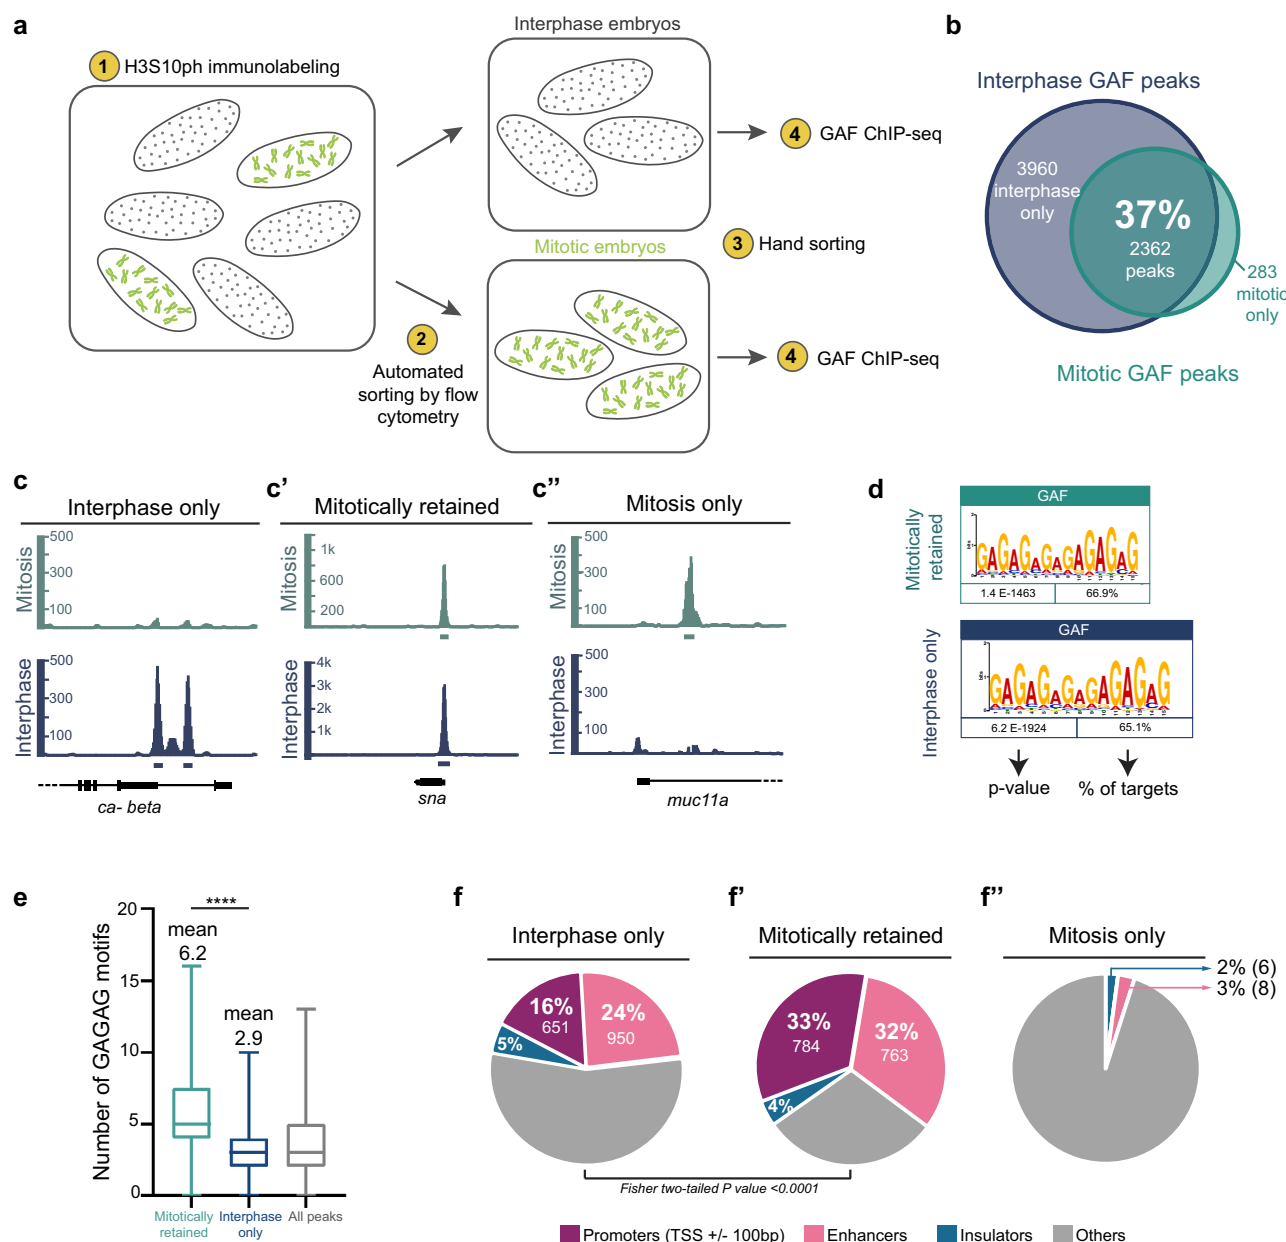 a
1 H3S10ph immunolabeling
Interphase embryos
4 GAF ChIP-seq
3 Hand sorting
Mitotic embryos
2
Automated
sorting by flow
cytometry
4 GAF ChIP-seq
b
Interphase GAF peaks
3960
interphase
only
37%
2362
peaks
283
mitotic
only
Mitotic GAF peaks
c
Interphase only
Mitosis
500
300
100
Interphase
500
300
100
ca- beta
c'
Mitotically retained
Mitosis
1k
600
200
Interphase
4k
3k
2k
1k
sna
c''
Mitosis only
Mitosis
500
300
100
Interphase
500
300
100
muc11a
d
Mitotically
retained
GAF
1.4 E-1463 66.9%
Interphase only
GAF
6.2 E-1924 65.1%
p-value % of targets
e
Number of GAGAG motifs
20
15
10
5
0
****
mean
6.2
mean
2.9
Mitotically
retained
Interphase
only
All peaks
f
Interphase only
16%
651
24%
950
5%
f'
Mitotically retained
33%
784
32%
763
4%
f''
Mitosis only
2% (6)
3% (8)
Fisher two-tailed P value <0.0001
Promoters (TSS +/- 100bp) Enhancers Insulators Others